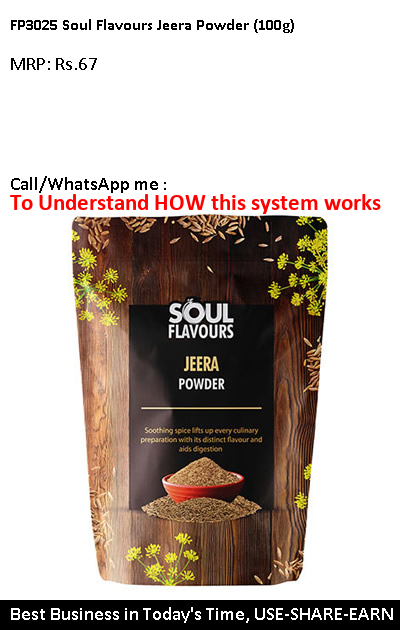 FP3025 Soul Flavours Jeera Powder (100g)
MRP: Rs.67
Call/WhatsApp me :
To Understand HOW this system works
SOUL
FLAVOURS
JEERA
POWDER
Soothing spice lifts up every culinary
preparation with its distinct flavour and
aids digestion
Best Business in Today's Time, USE-SHARE-EARN